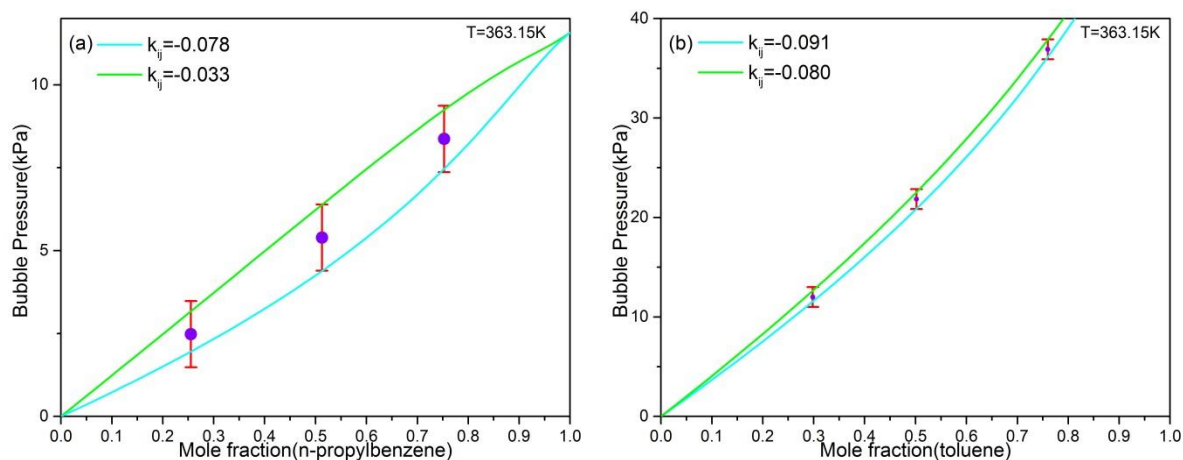 (a)
k_ij=-0.078
k_ij=-0.033
T=363.15K
Bubble Pressure(kPa)
10
5
0
0.0 0.1 0.2 0.3 0.4 0.5 0.6 0.7 0.8 0.9 1.0
Mole fraction(n-propylbenzene)
(b)
k_ij=-0.091
k_ij=-0.080
T=363.15K
Bubble Pressure(kPa)
40
30
20
10
0
0.0 0.1 0.2 0.3 0.4 0.5 0.6 0.7 0.8 0.9 1.0
Mole fraction(toluene)